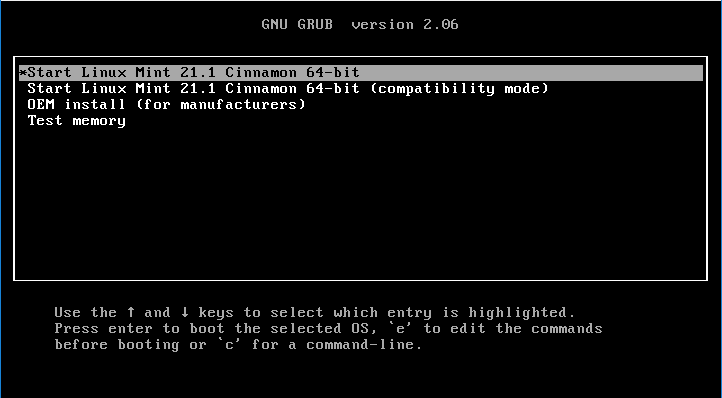 GNU GRUB  version 2.06
*Start Linux Mint 21.1 Cinnamon 64-bit
Start Linux Mint 21.1 Cinnamon 64-bit (compatibility mode)
OEM install (for manufacturers)
Test memory
Use the ↑ and ↓ keys to select which entry is highlighted.
Press enter to boot the selected OS, `e' to edit the commands
before booting or `c' for a command-line.